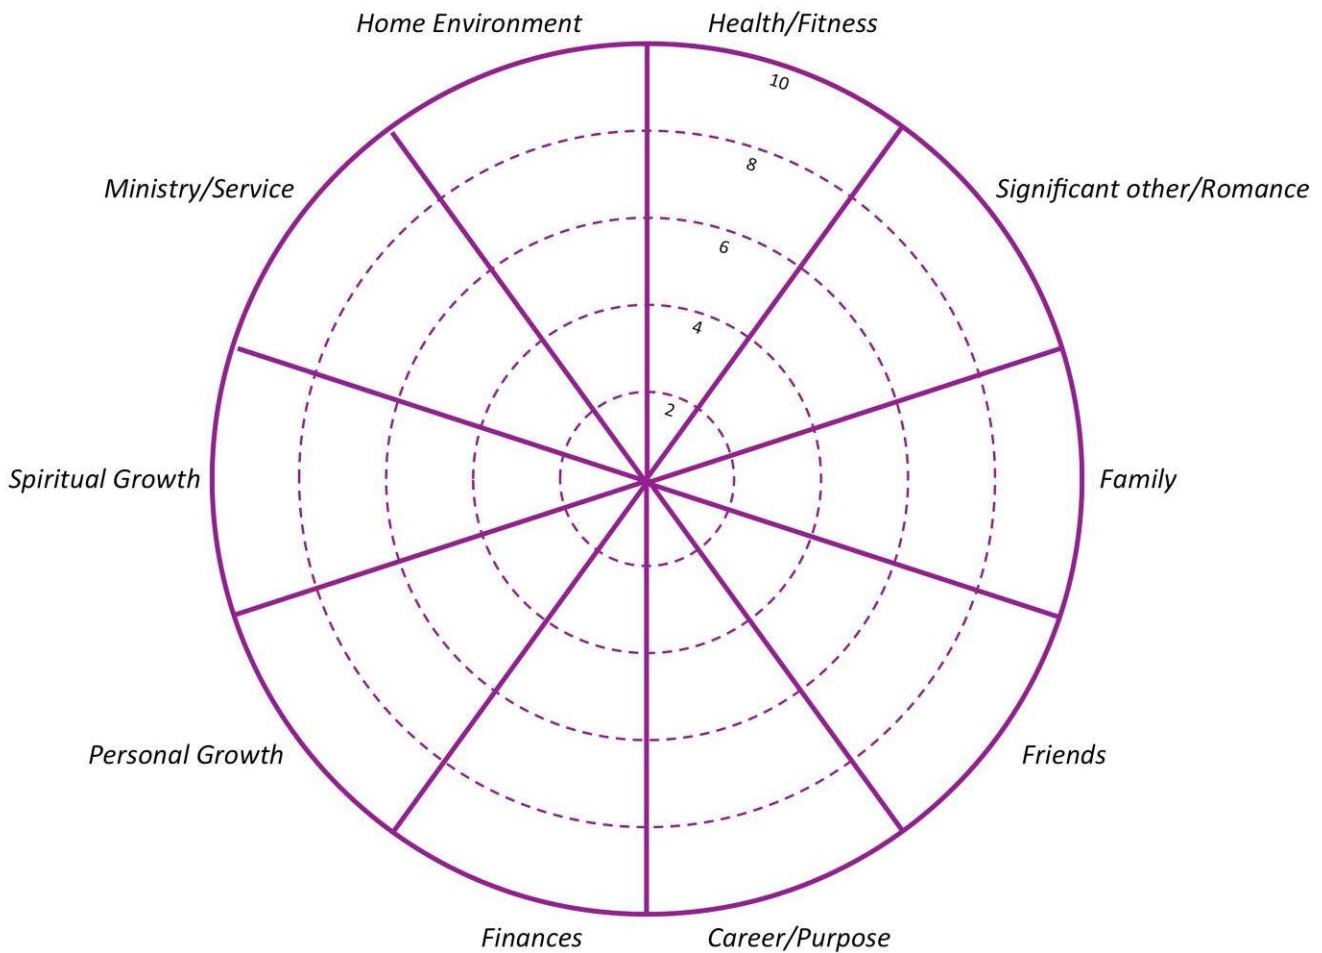 Home Environment
Health/Fitness
10
8
Ministry/Service
Significant other/Romance
6
4
2
Spiritual Growth
Family
Personal Growth
Friends
Finances
Career/Purpose